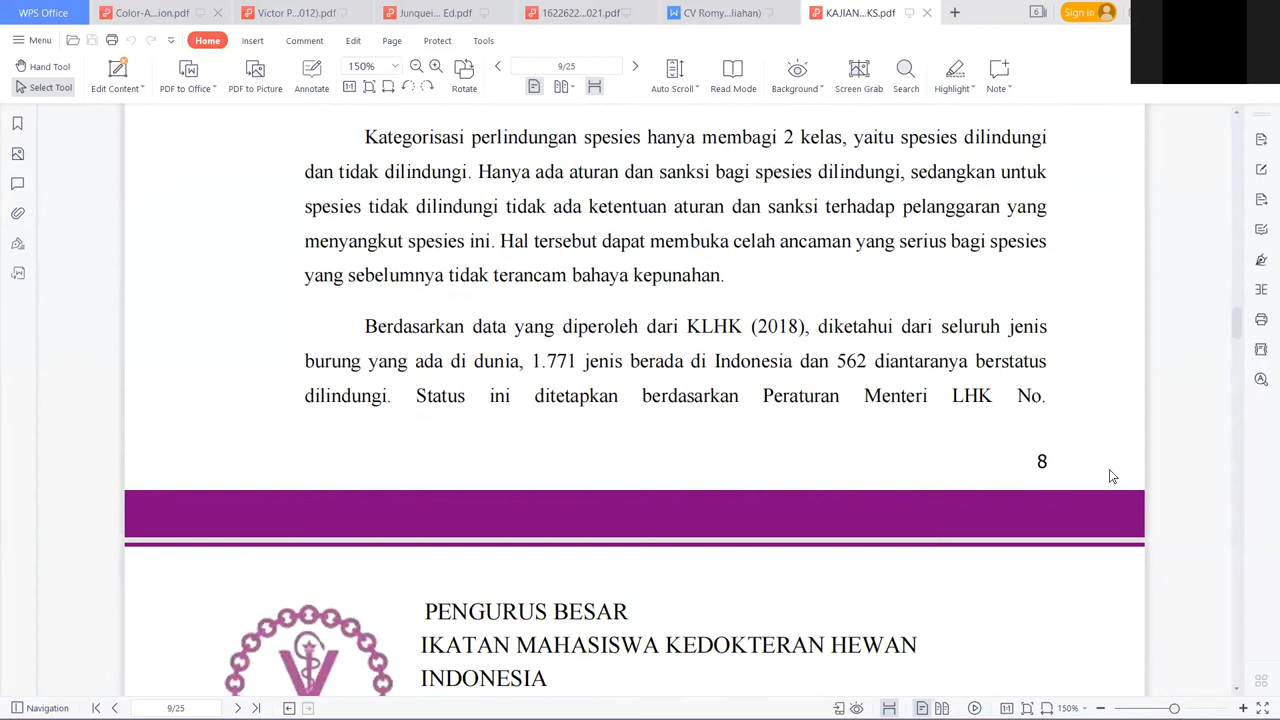 WPS Office
Color-A...ion.pdf
Victor P...012).pdf
Junquei... Ed.pdf
1622622...021.pdf
CV Romy...liahan)
KAJIAN...KS.pdf
6
Sign in
Menu
Home
Insert
Comment
Edit
Page
Protect
Tools
Hand Tool
Select Tool
Edit Content
PDF to Office
PDF to Picture
Annotate
150%
Rotate
9/25
Auto Scroll
Read Mode
Background
Screen Grab
Search
Highlight
Note
Kategorisasi perlindungan spesies hanya membagi 2 kelas, yaitu spesies dilindungi
dan tidak dilindungi. Hanya ada aturan dan sanksi bagi spesies dilindungi, sedangkan untuk
spesies tidak dilindungi tidak ada ketentuan aturan dan sanksi terhadap pelanggaran yang
menyangkut spesies ini. Hal tersebut dapat membuka celah ancaman yang serius bagi spesies
yang sebelumnya tidak terancam bahaya kepunahan.
Berdasarkan data yang diperoleh dari KLHK (2018), diketahui dari seluruh jenis
burung yang ada di dunia, 1.771 jenis berada di Indonesia dan 562 diantaranya berstatus
dilindungi. Status ini ditetapkan berdasarkan Peraturan Menteri LHK No.
8
PENGURUS BESAR
IKATAN MAHASISWA KEDOKTERAN HEWAN
INDONESIA
Navigation
9/25
150%